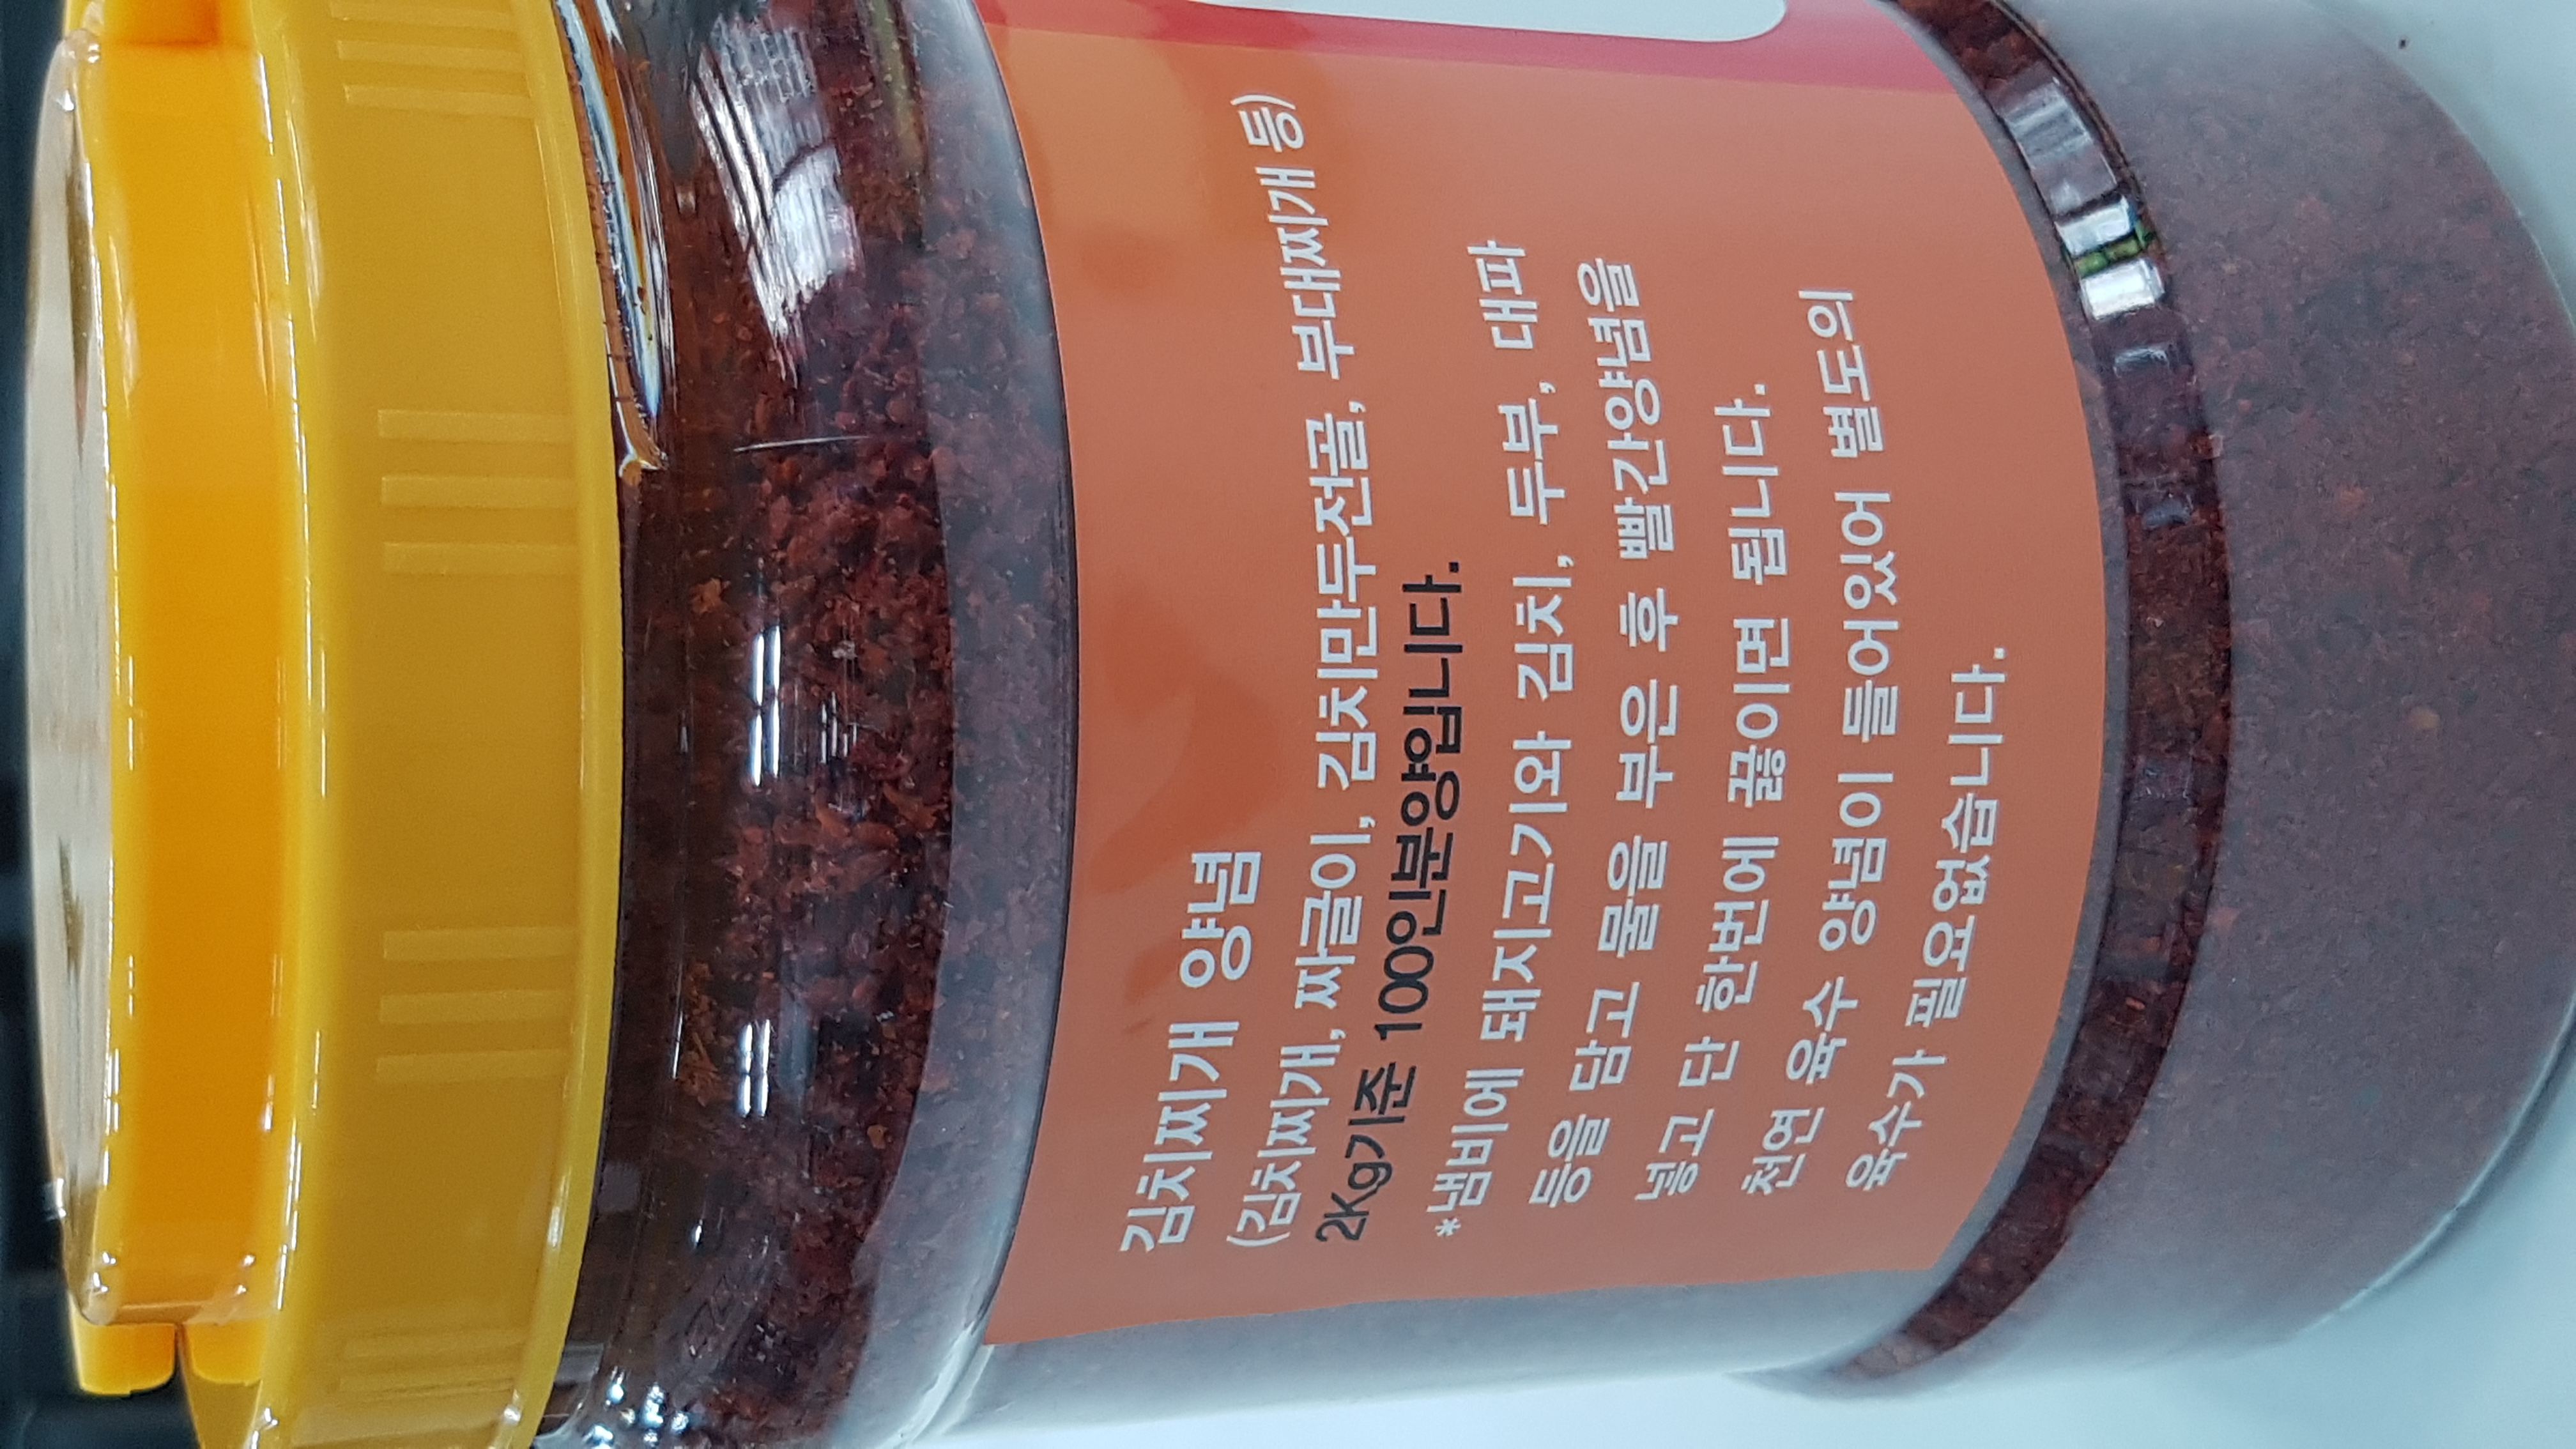 김치찌개 양념
(김치찌개, 짜글이, 김치만두전골, 부대찌개 등)
2Kg기준 100인분양입니다.
*냄비에 돼지고기와 김치, 두부, 대파
등을 담고 물을 부은 후 빨간양념을
넣고 단 한번에 끓이면 됩니다.
천연 육수 양념이 들어있어 별도의
육수가 필요없습니다.